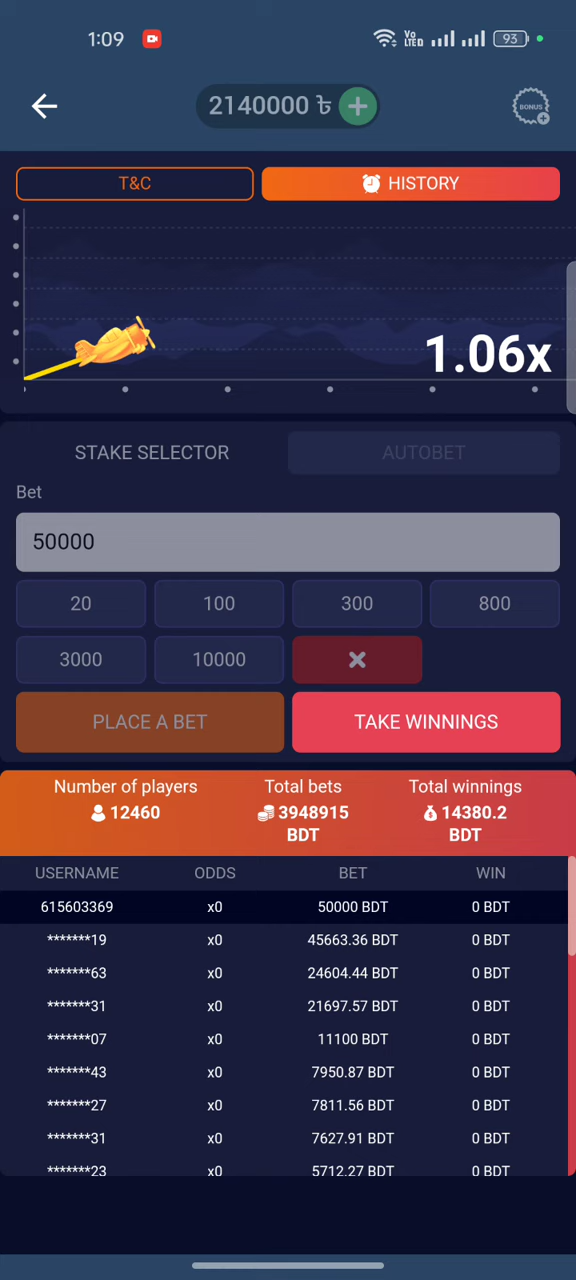 1:09 Vo LTED 93
2140000 ৳ + BONUS
T&C HISTORY
1.06x
STAKE SELECTOR AUTOBET
Bet
50000
20 100 300 800
3000 10000
PLACE A BET TAKE WINNINGS
Number of players Total bets Total winnings
12460 3948915 14380.2
BDT BDT
USERNAME ODDS BET WIN
615603369 x0 50000 BDT 0 BDT
*******19 x0 45663.36 BDT 0 BDT
*******63 x0 24604.44 BDT 0 BDT
*******31 x0 21697.57 BDT 0 BDT
*******07 x0 11100 BDT 0 BDT
*******43 x0 7950.87 BDT 0 BDT
*******27 x0 7811.56 BDT 0 BDT
*******31 x0 7627.91 BDT 0 BDT
*******23 x0 5712.27 BDT 0 BDT